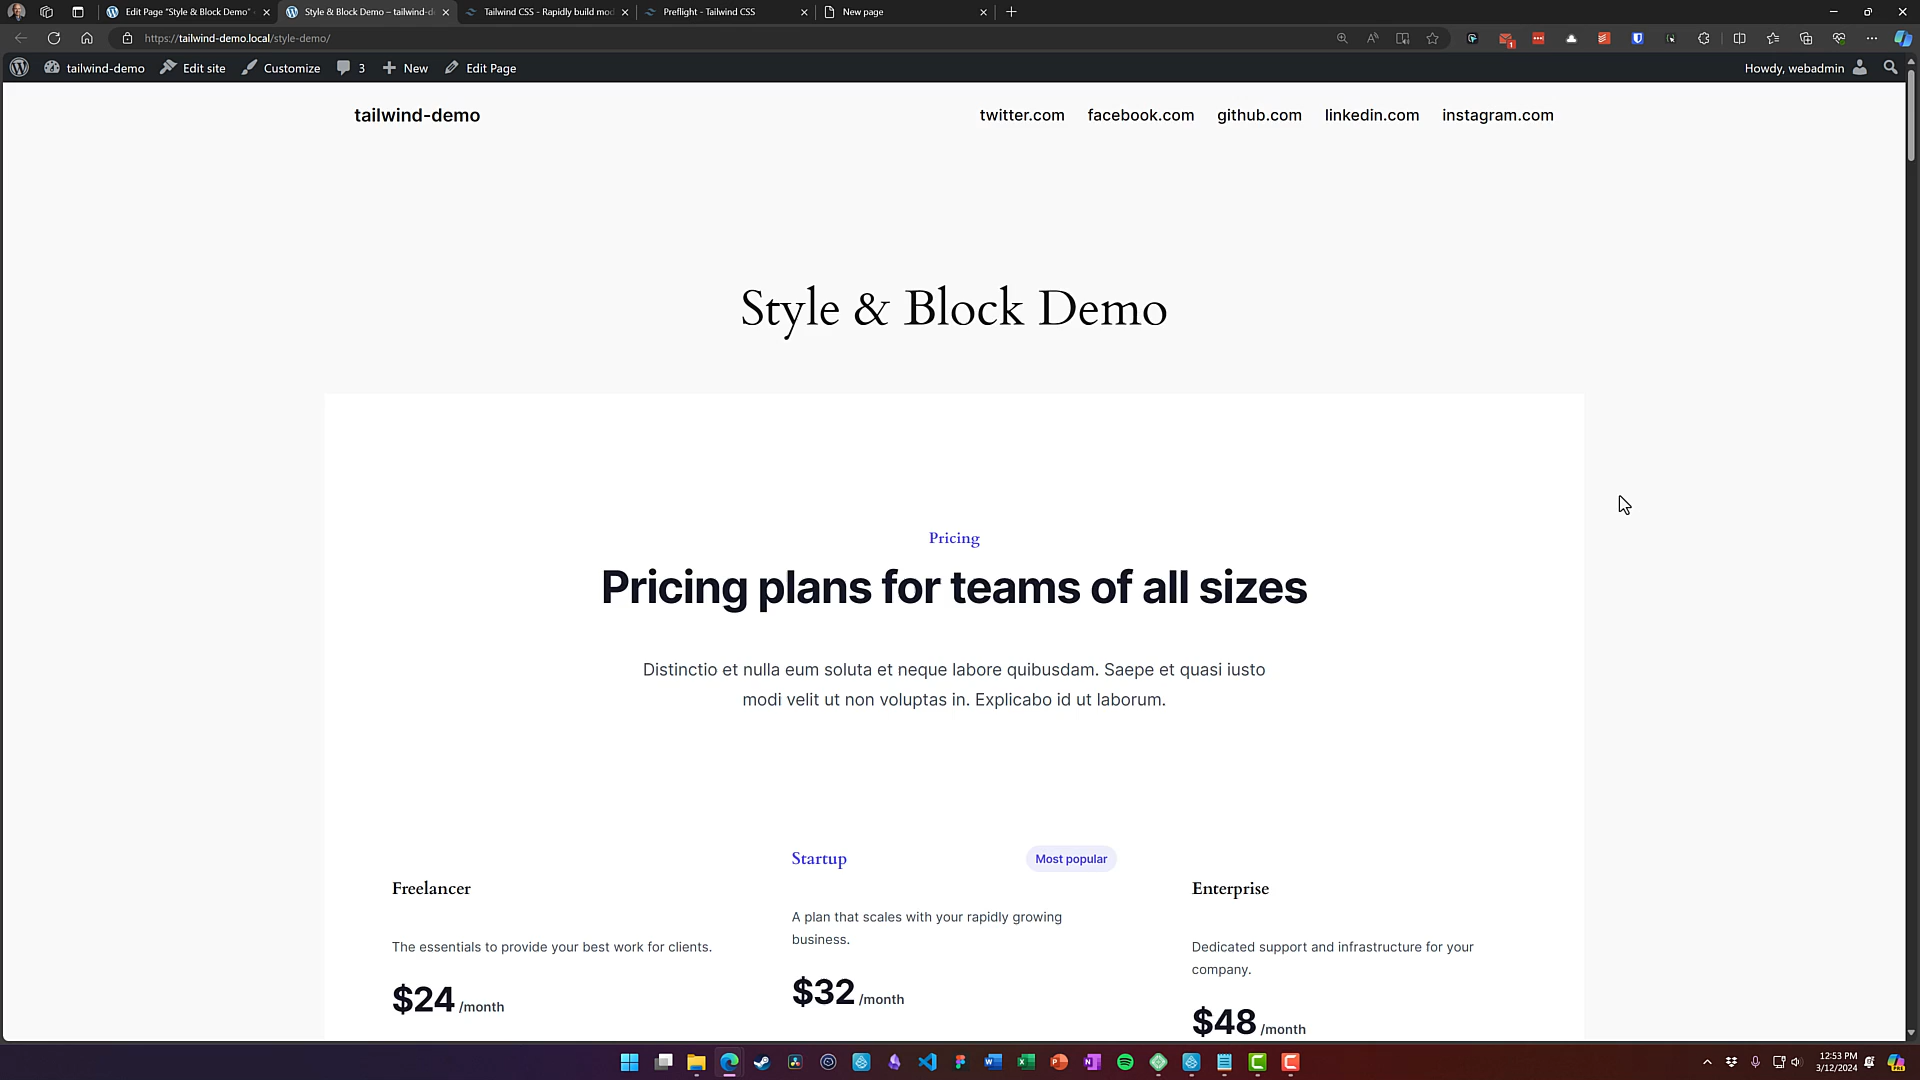 Edit Page "Style & Block Demo"
Style & Block Demo – tailwind-d
Tailwind CSS - Rapidly build mod
Preflight - Tailwind CSS
New page
https://tailwind-demo.local/style-demo/
tailwind-demo
Edit site
Customize
3
New
Edit Page
Howdy, webadmin
tailwind-demo
twitter.com
facebook.com
github.com
linkedin.com
instagram.com
Style & Block Demo
Pricing
Pricing plans for teams of all sizes
Distinctio et nulla eum soluta et neque labore quibusdam. Saepe et quasi iusto
modi velit ut non voluptas in. Explicabo id ut laborum.
Freelancer
The essentials to provide your best work for clients.
$24 /month
Startup
Most popular
A plan that scales with your rapidly growing
business.
$32 /month
Enterprise
Dedicated support and infrastructure for your
company.
$48 /month
12:53 PM
3/12/2024